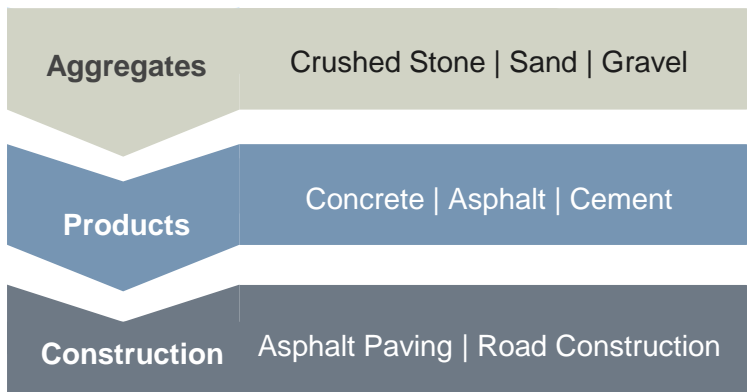 Aggregates
Crushed Stone | Sand | Gravel
Products
Concrete | Asphalt | Cement
Construction
Asphalt Paving | Road Construction